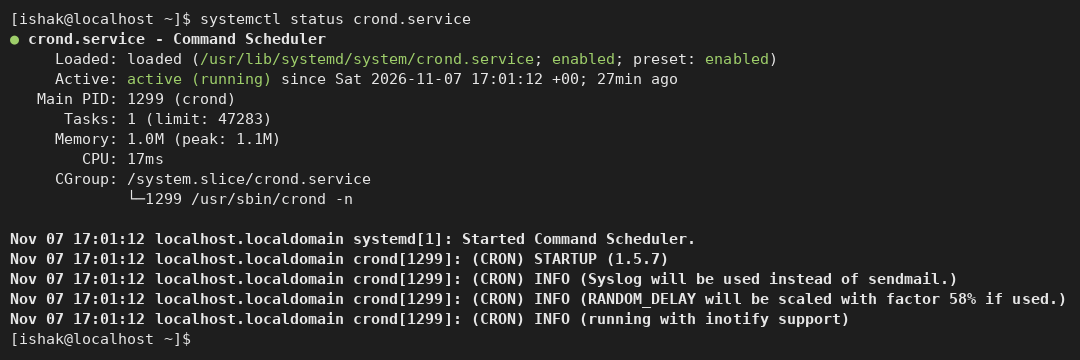 [ishak@localhost ~]$ systemctl status crond.service
● crond.service - Command Scheduler
     Loaded: loaded (/usr/lib/systemd/system/crond.service; enabled; preset: enabled)
     Active: active (running) since Sat 2026-11-07 17:01:12 +00; 27min ago
   Main PID: 1299 (crond)
      Tasks: 1 (limit: 47283)
     Memory: 1.0M (peak: 1.1M)
        CPU: 17ms
     CGroup: /system.slice/crond.service
             └─1299 /usr/sbin/crond -n

Nov 07 17:01:12 localhost.localdomain systemd[1]: Started Command Scheduler.
Nov 07 17:01:12 localhost.localdomain crond[1299]: (CRON) STARTUP (1.5.7)
Nov 07 17:01:12 localhost.localdomain crond[1299]: (CRON) INFO (Syslog will be used instead of sendmail.)
Nov 07 17:01:12 localhost.localdomain crond[1299]: (CRON) INFO (RANDOM_DELAY will be scaled with factor 58% if used.)
Nov 07 17:01:12 localhost.localdomain crond[1299]: (CRON) INFO (running with inotify support)
[ishak@localhost ~]$